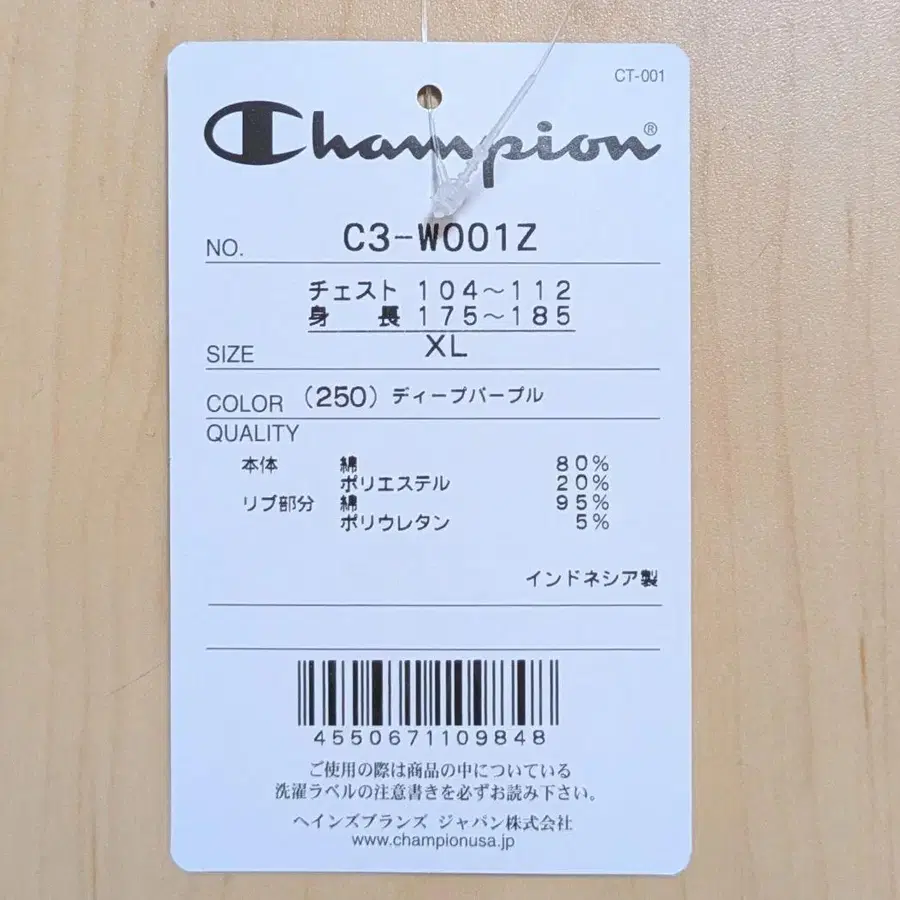 CT-001
Champion®
NO. C3-W001Z
チェスト 104～112
身 長 175～185
SIZE XL
COLOR (250) ディープパープル
QUALITY
本体 綿 80%
ポリエステル 20%
リブ部分 綿 95%
ポリウレタン 5%
インドネシア製
4550671109848
ご使用の際は商品の中についている
洗濯ラベルの注意書きを必ずお読み下さい。
ヘインズブランズ ジャパン株式会社
www.championusa.jp